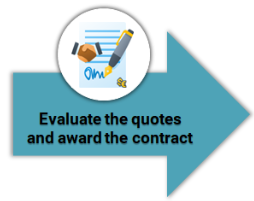 Evaluate the quotes
and award the contract